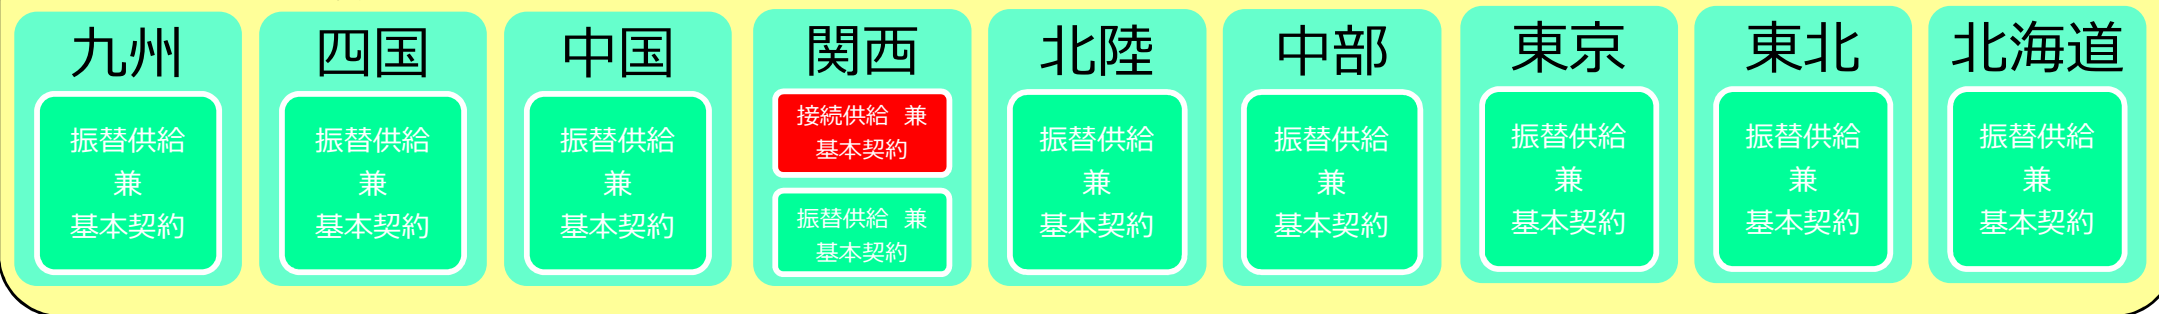 九州
振替供給
兼
基本契約
四国
振替供給
兼
基本契約
中国
振替供給
兼
基本契約
関西
接続供給 兼
基本契約
振替供給 兼
基本契約
北陸
振替供給
兼
基本契約
中部
振替供給
兼
基本契約
東京
振替供給
兼
基本契約
東北
振替供給
兼
基本契約
北海道
振替供給
兼
基本契約